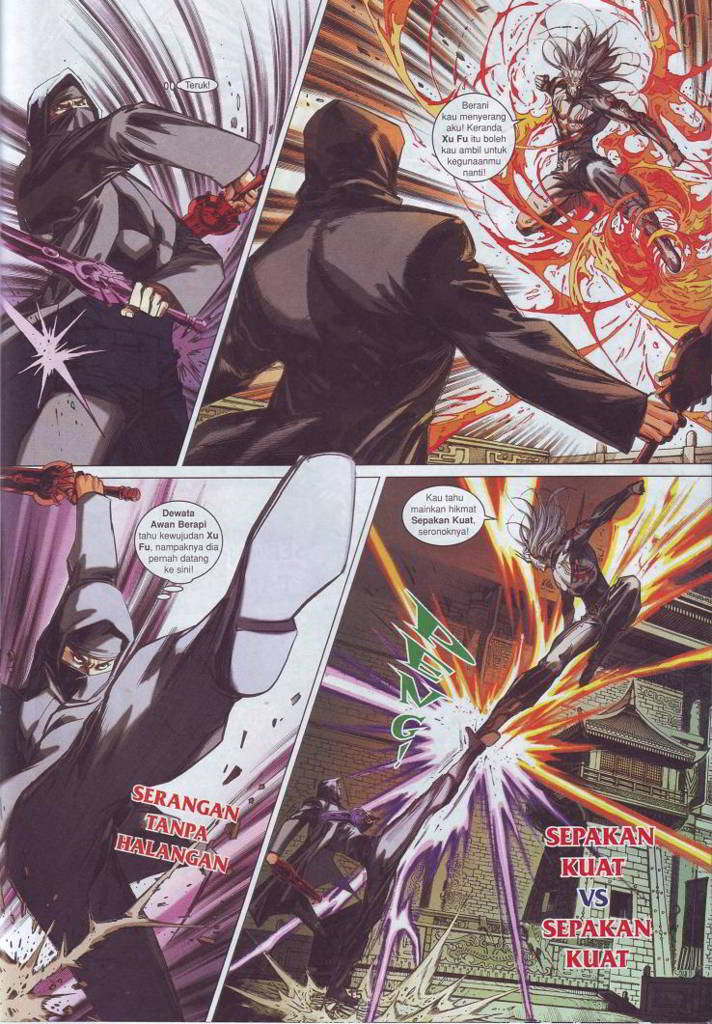 Teruk!
Berani
kau menyerang
aku! Keranda
Xu Fu itu boleh
kau ambil untuk
kegunaanmu
nanti!
Dewata
Awan Berapi
tahu kewujudan Xu
Fu, nampaknya dia
pernah datang
ke sini!
SERANGAN
TANPA
HALANGAN
Kau tahu
mainkan hikmat
Sepakan Kuat,
seronoknya!
DENG!
SEPAKAN
KUAT
VS
SEPAKAN
KUAT